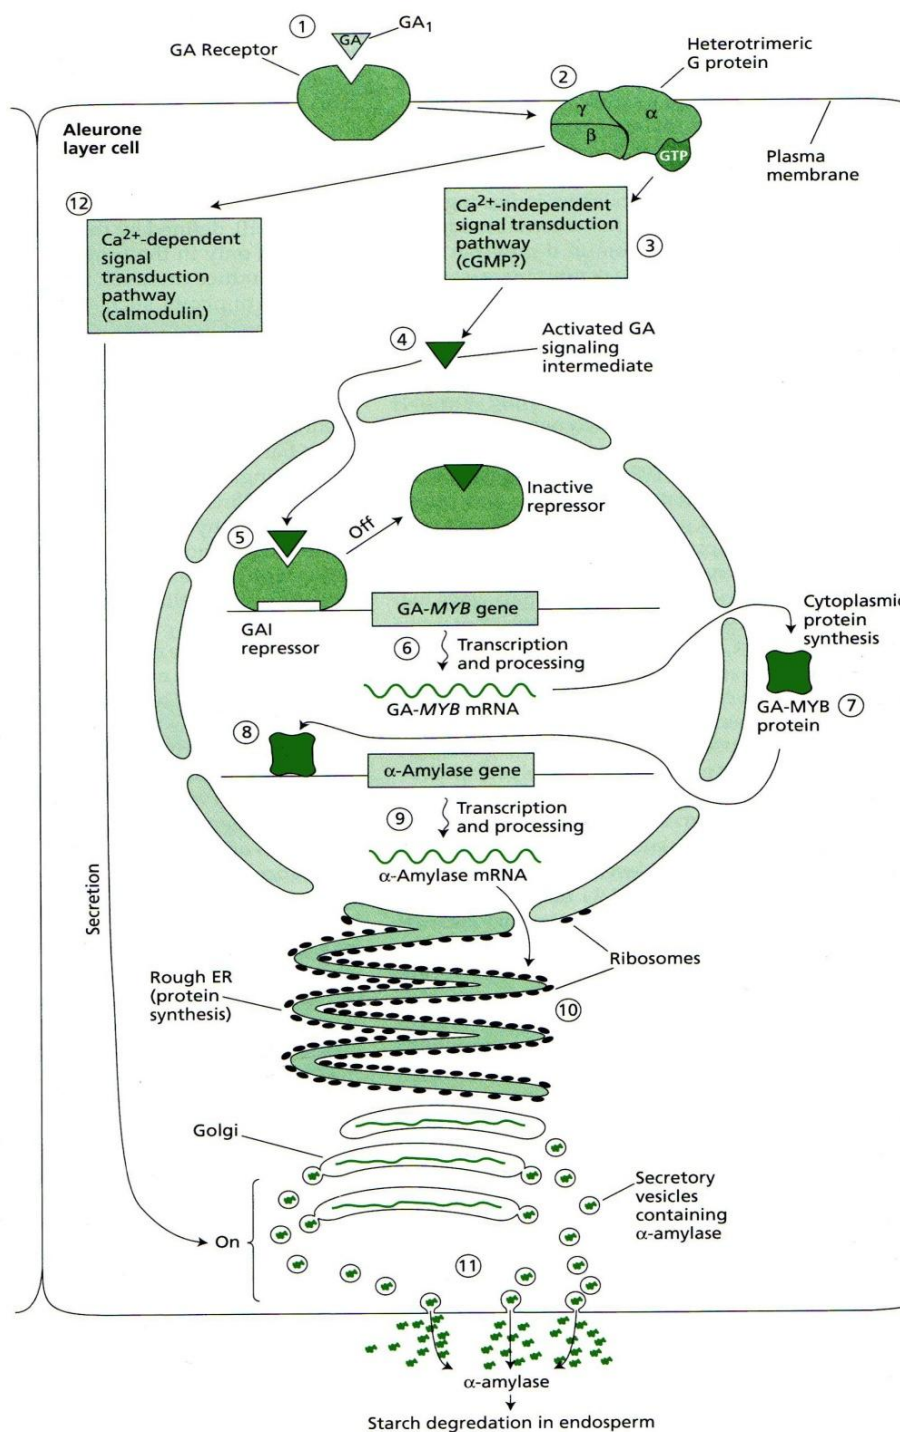 1
GA
GA1
GA Receptor
Heterotrimeric
G protein
2
γ
α
β
GTP
Aleurone
layer cell
Plasma
membrane
12
Ca2+-dependent
signal
transduction
pathway
(calmodulin)
Ca2+-independent
signal transduction
pathway
(cGMP?)
3
4
Activated GA
signaling
intermediate
Inactive
repressor
5
Off
GAI
repressor
GA-MYB gene
6
Transcription
and processing
GA-MYB mRNA
Cytoplasmic
protein
synthesis
GA-MYB
protein
7
8
α-Amylase gene
9
Transcription
and processing
α-Amylase mRNA
Secretion
Ribosomes
Rough ER
(protein
synthesis)
10
Golgi
Secretory
vesicles
containing
α-amylase
On
11
α-amylase
Starch degredation in endosperm